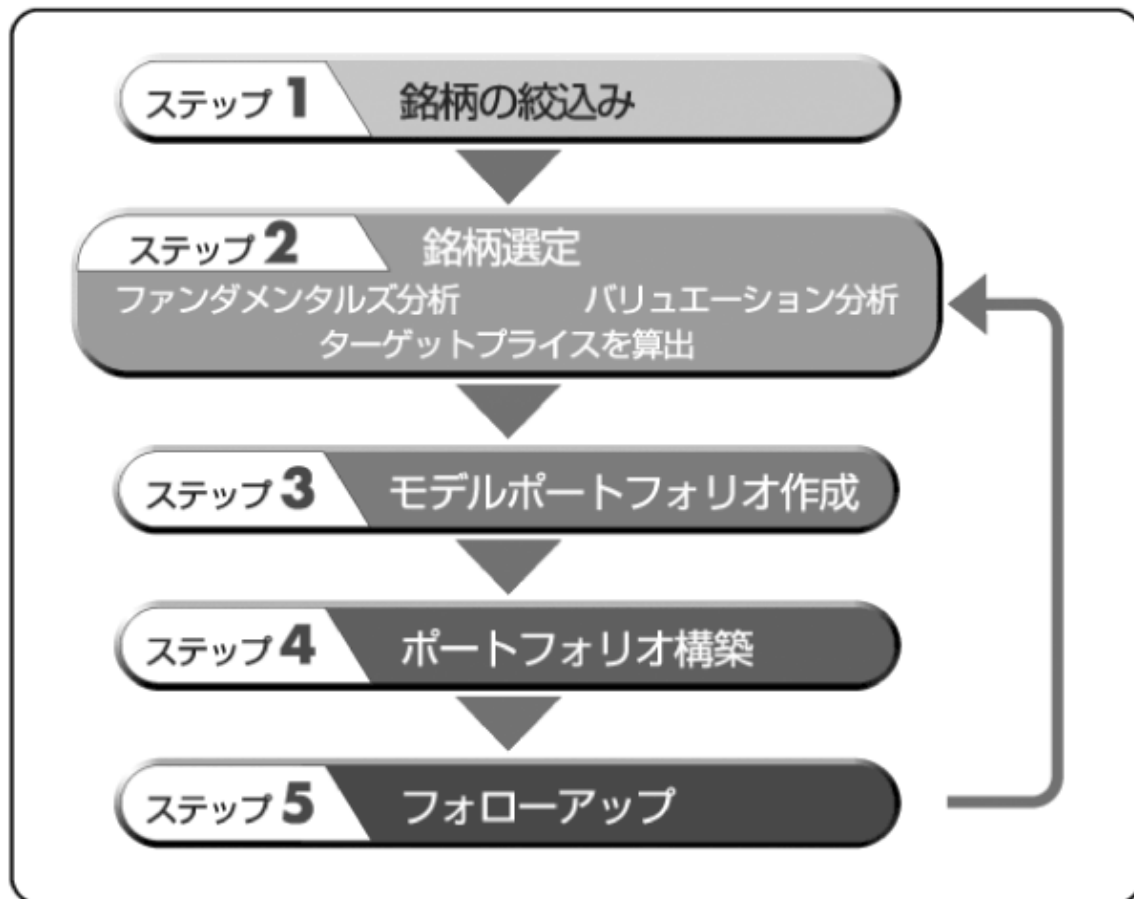 ステップ 1 銘柄の絞込み
ステップ 2 銘柄選定
ファンダメンタルズ分析 バリュエーション分析
ターゲットプライスを算出
ステップ 3 モデルポートフォリオ作成
ステップ 4 ポートフォリオ構築
ステップ 5 フォローアップ